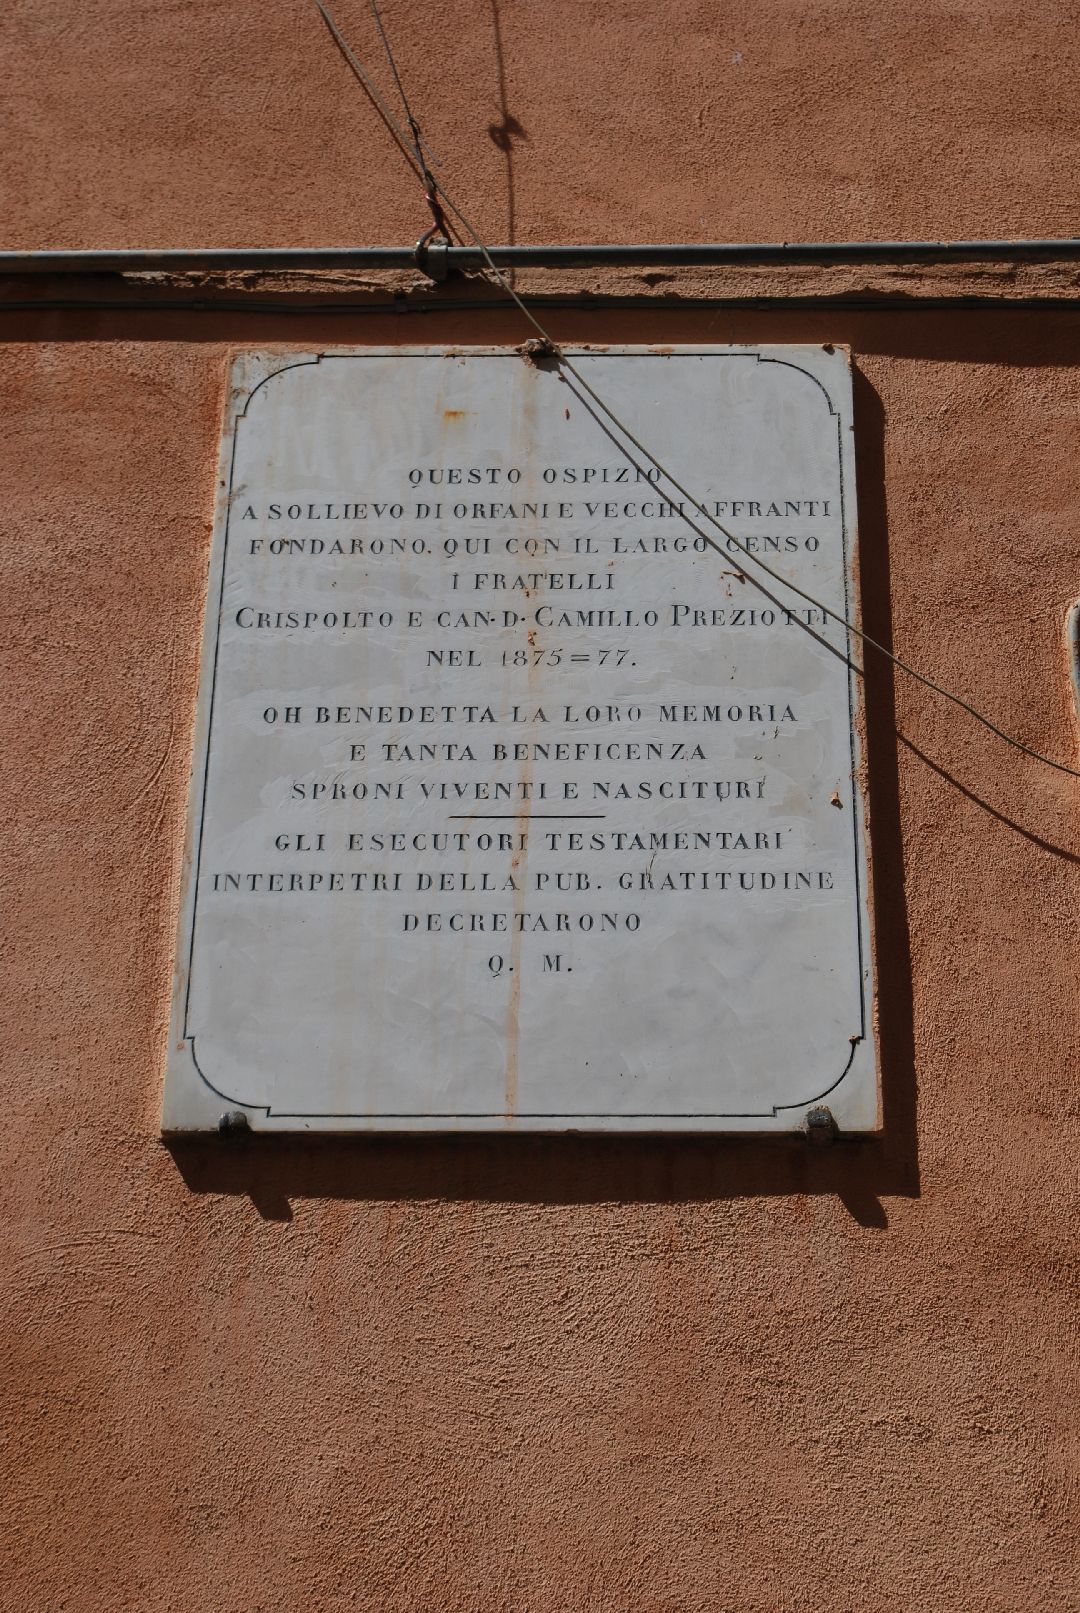 QUESTO OSPIZIO
A SOLLIEVO DI ORFANI E VECCHI AFFRANTI
FONDARONO. QUI CON IL LARGO CENSO
I FRATELLI
CRISPOLTO E CAN. D. CAMILLO PREZIOTTI
NEL 1875=77.
OH BENEDETTA LA LORO MEMORIA
E TANTA BENEFICENZA
SPRONI VIVENTI E NASCITURI
GLI ESECUTORI TESTAMENTARI
INTERPETRI DELLA PUB. GRATITUDINE
DECRETARONO
Q. M.